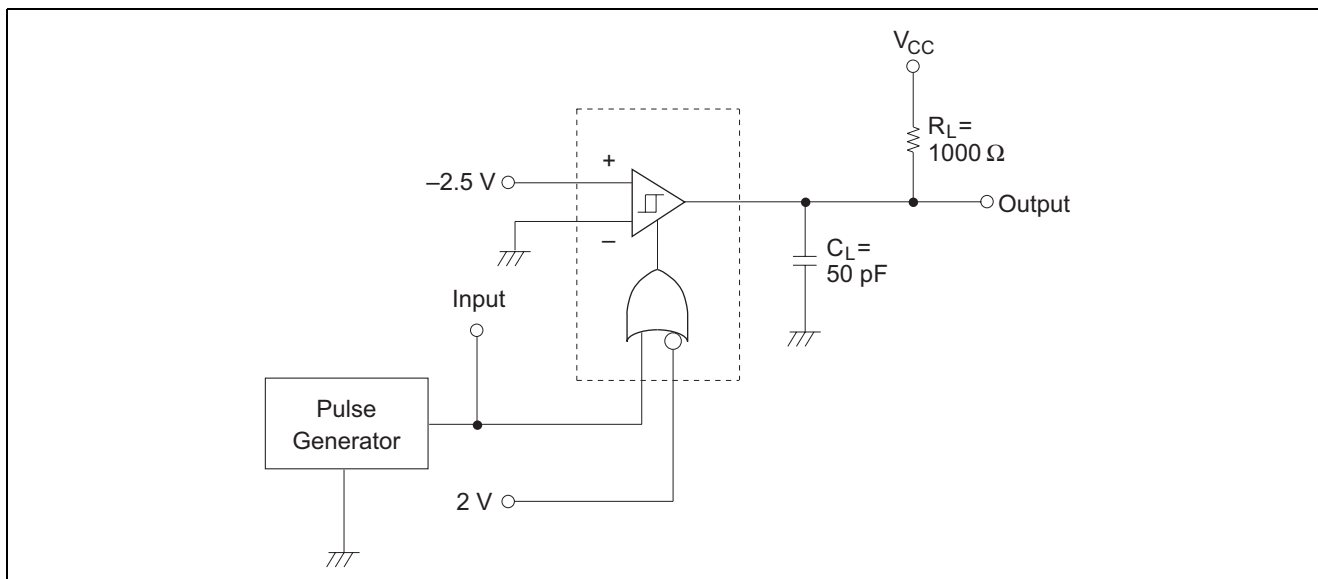 V_CC
R_L=
1000 Ω
+
–2.5 V
Output
–
C_L=
50 pF
Input
Pulse
Generator
2 V